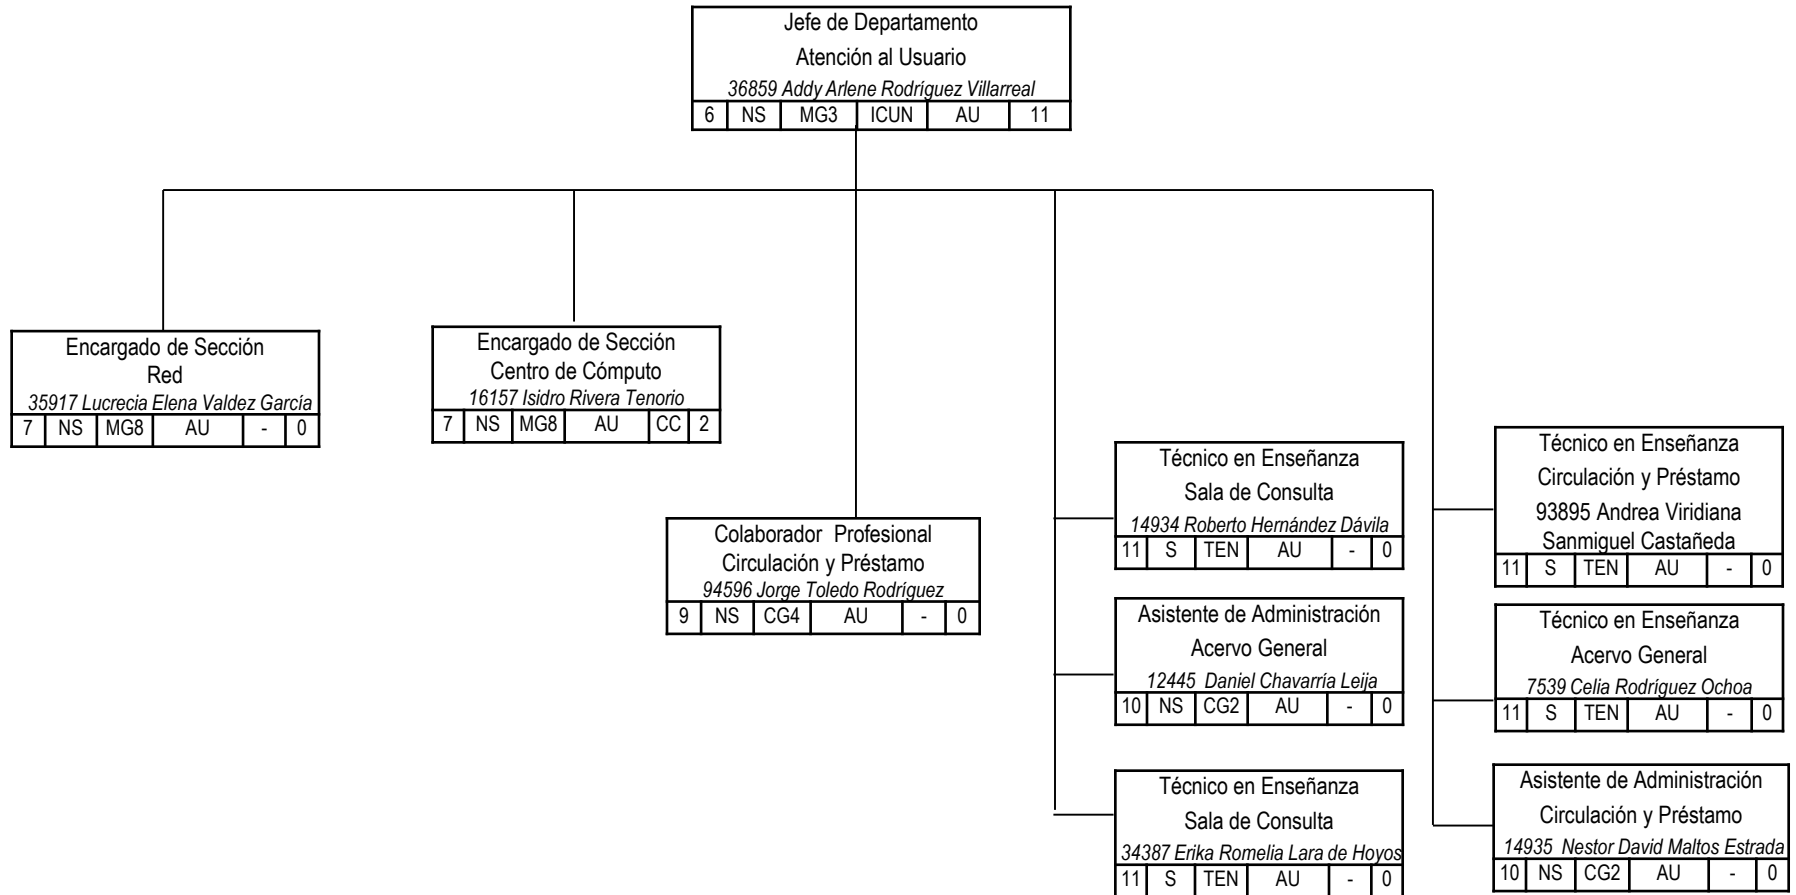 Jefe de Departamento
Atención al Usuario
36859 Addy Arlene Rodríguez Villarreal
6 NS MG3 ICUN AU 11
Encargado de Sección
Red
35917 Lucrecia Elena Valdez García
7 NS MG8 AU - 0
Encargado de Sección
Centro de Cómputo
16157 Isidro Rivera Tenorio
7 NS MG8 AU CC 2
Colaborador Profesional
Circulación y Préstamo
94596 Jorge Toledo Rodríguez
9 NS CG4 AU - 0
Técnico en Enseñanza
Sala de Consulta
14934 Roberto Hernández Dávila
11 S TEN AU - 0
Asistente de Administración
Acervo General
12445 Daniel Chavarría Leija
10 NS CG2 AU - 0
Técnico en Enseñanza
Sala de Consulta
34387 Erika Romelia Lara de Hoyos
11 S TEN AU - 0
Técnico en Enseñanza
Circulación y Préstamo
93895 Andrea Viridiana
Sanmiguel Castañeda
11 S TEN AU - 0
Técnico en Enseñanza
Acervo General
7539 Celia Rodríguez Ochoa
11 S TEN AU - 0
Asistente de Administración
Circulación y Préstamo
14935 Nestor David Maltos Estrada
10 NS CG2 AU - 0